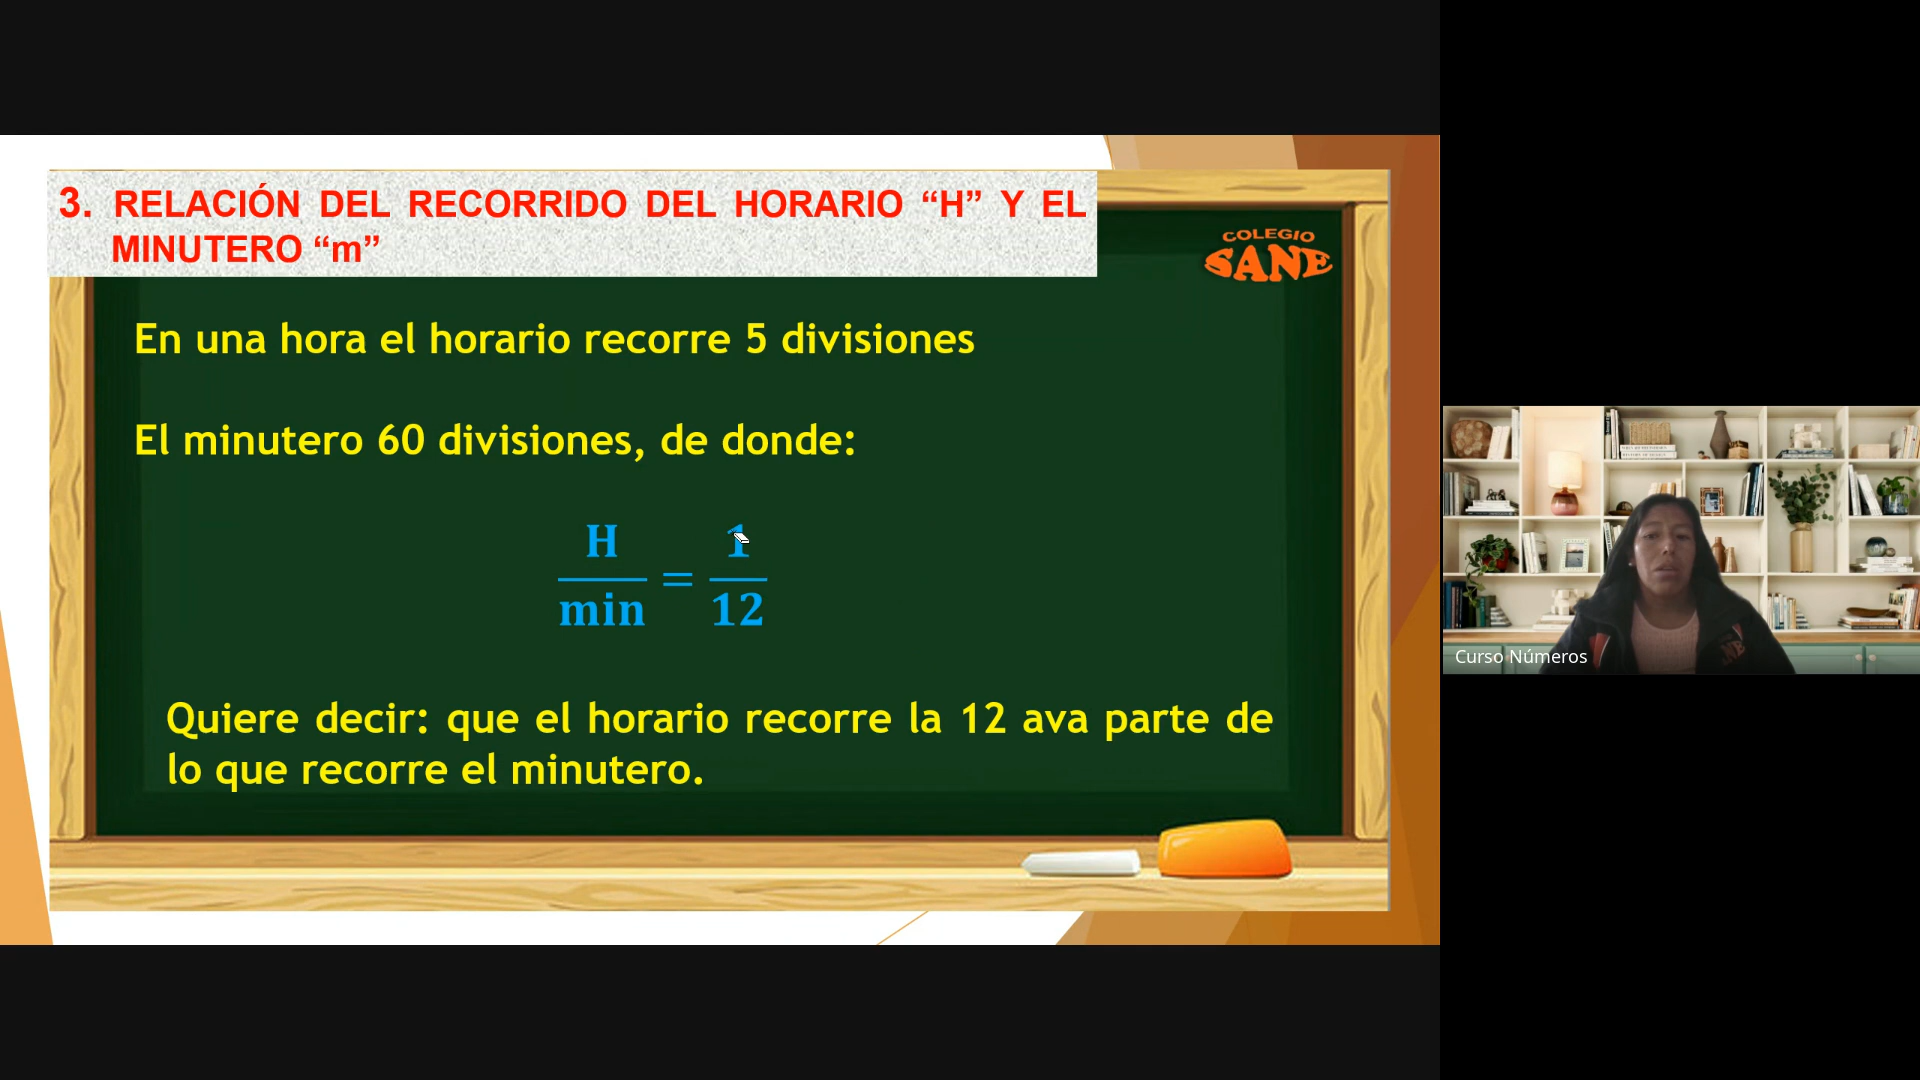 3. RELACIÓN DEL RECORRIDO DEL HORARIO “H” Y EL
MINUTERO “m”
COLEGIO
SANE
En una hora el horario recorre 5 divisiones
El minutero 60 divisiones, de donde:
H/min = 1/12
Quiere decir: que el horario recorre la 12 ava parte de
lo que recorre el minutero.
Curso Números